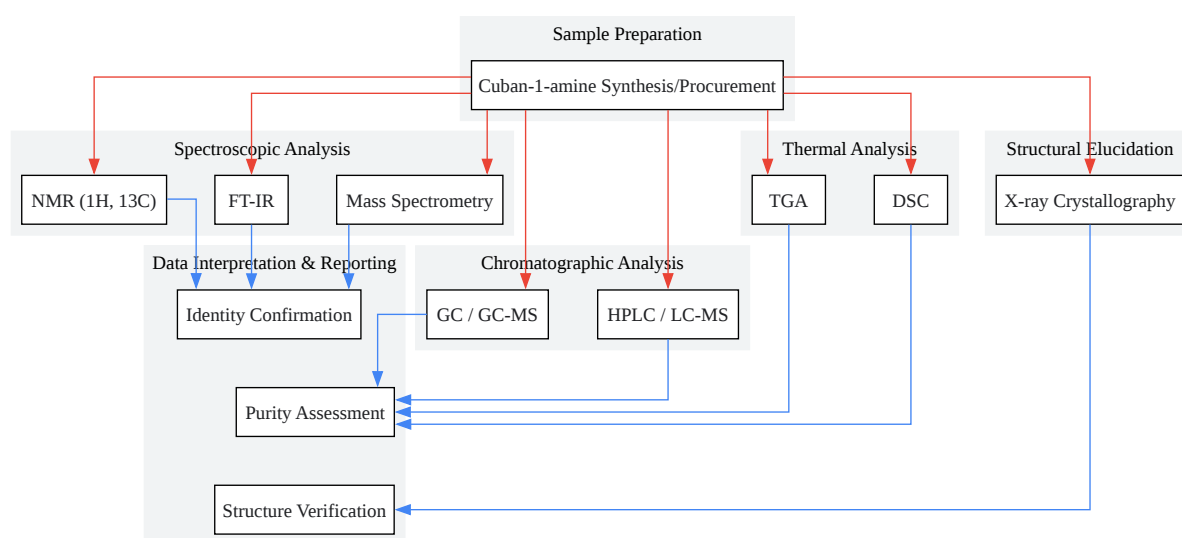 Sample Preparation
Cuban-1-amine Synthesis/Procurement
Spectroscopic Analysis
Thermal Analysis
Structural Elucidation
NMR (1H, 13C)
FT-IR
Mass Spectrometry
TGA
DSC
X-ray Crystallography
Data Interpretation & Reporting
Chromatographic Analysis
Identity Confirmation
GC / GC-MS
HPLC / LC-MS
Purity Assessment
Structure Verification